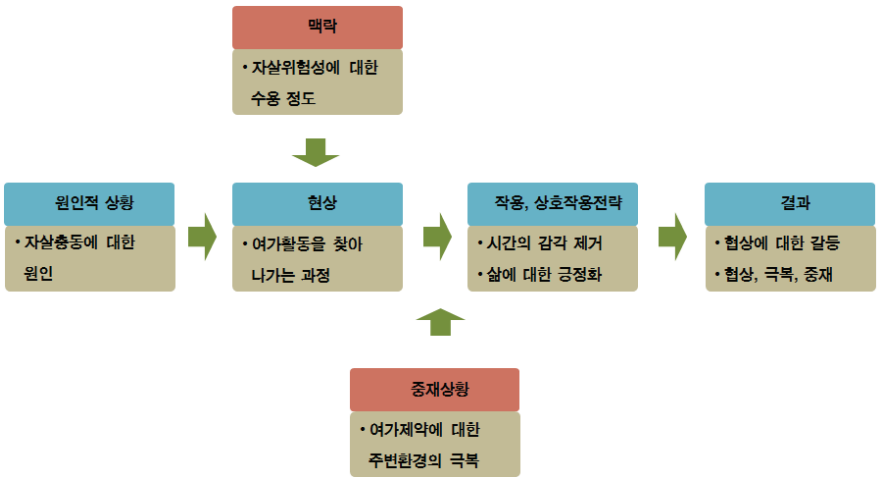 맥락
• 자살위험성에 대한
수용 정도
원인적 상황
• 자살충동에 대한
원인
현상
• 여가활동을 찾아
나가는 과정
작용, 상호작용전략
• 시간의 감각 제거
• 삶에 대한 긍정화
결과
• 협상에 대한 갈등
• 협상, 극복, 중재
중재상황
• 여가제약에 대한
주변환경의 극복